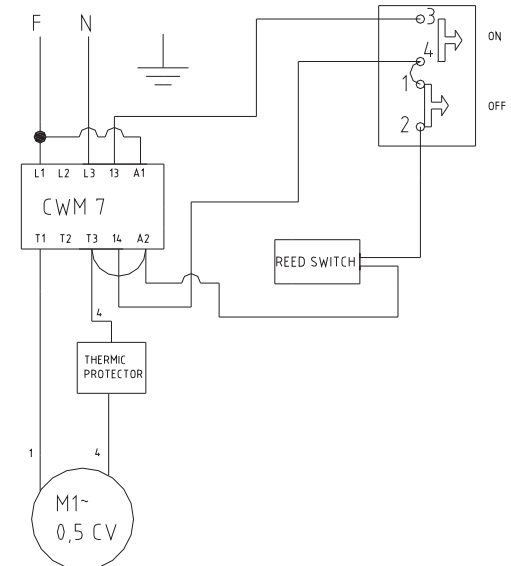 F N
3
ON
4
1
OFF
2
L1 L2 L3 13 A1
CWM 7
T1 T2 T3 14 A2
REED SWITCH
4
THERMIC
PROTECTOR
1 4
M1~
0,5 CV